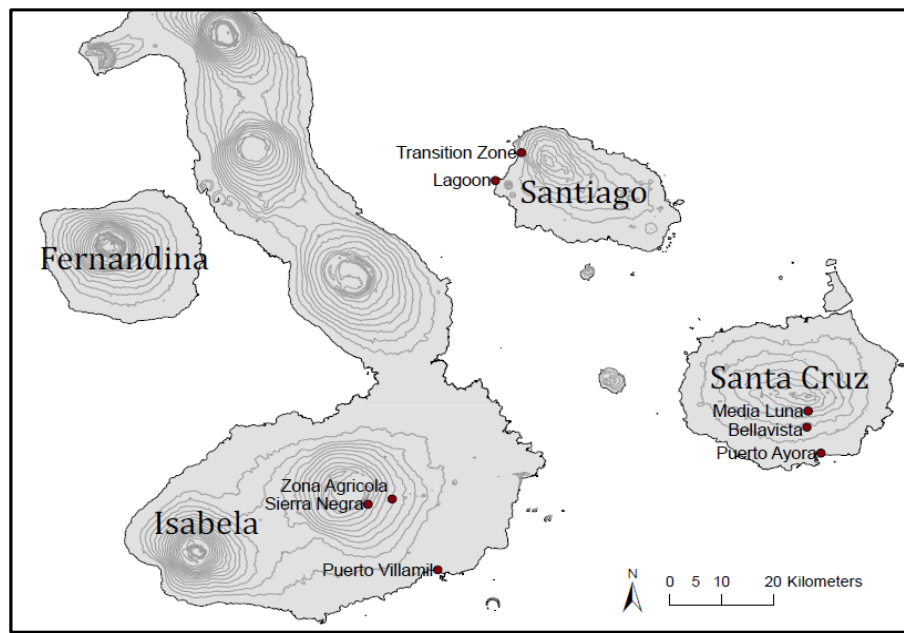 Transition Zone
Lagoon
Santiago
Fernandina
Santa Cruz
Media Luna
Bellavista
Puerto Ayora
Zona Agricola
Sierra Negra
Isabela
Puerto Villamil
N
0 5 10 20 Kilometers